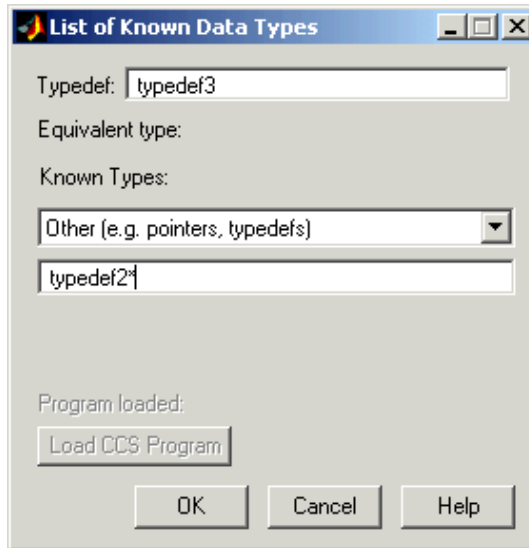 List of Known Data Types
Typedef: typedef3
Equivalent type:
Known Types:
Other (e.g. pointers, typedefs)
typedef2*
Program loaded:
Load CCS Program
OK Cancel Help